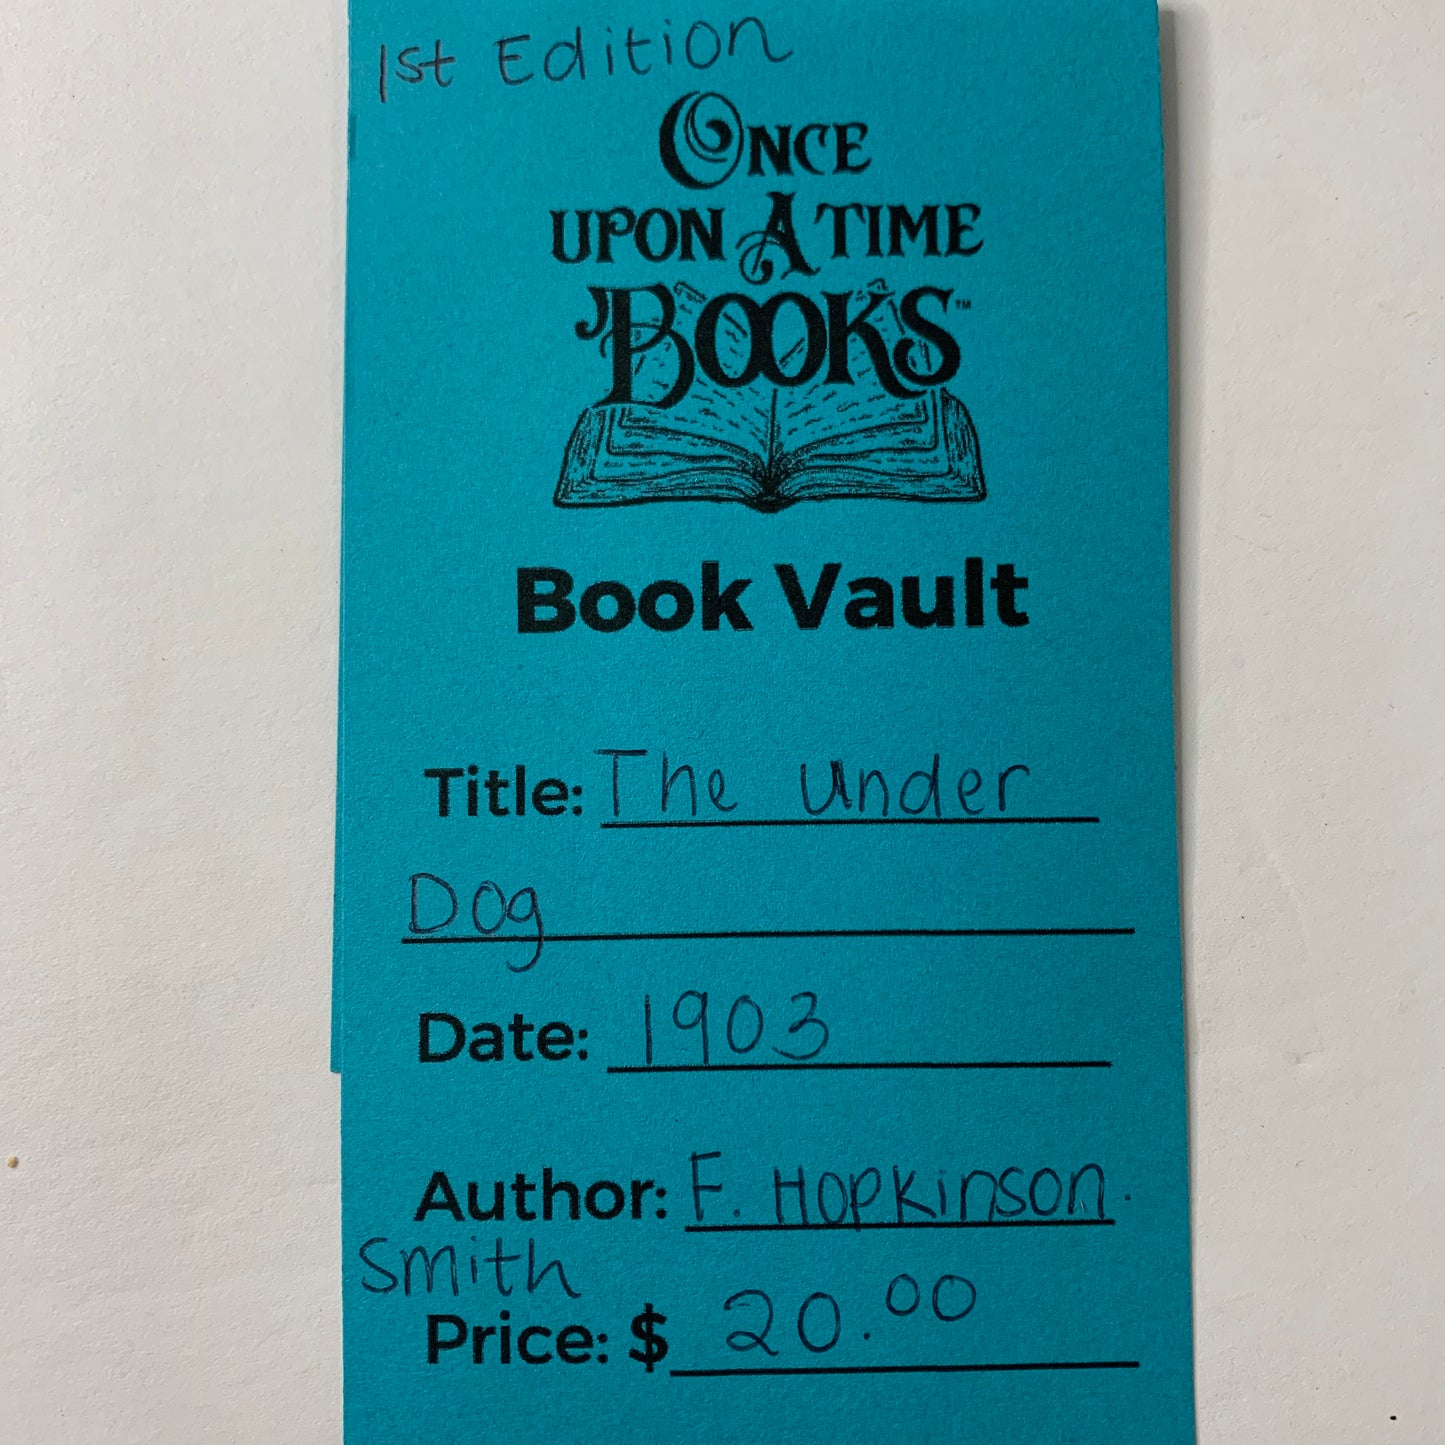 1st Edition
ONCE
UPON A TIME
BOOKS™
Book Vault
Title: The Under
Dog
Date: 1903
Author: F. Hopkinson.
Smith
Price: $ 20.00